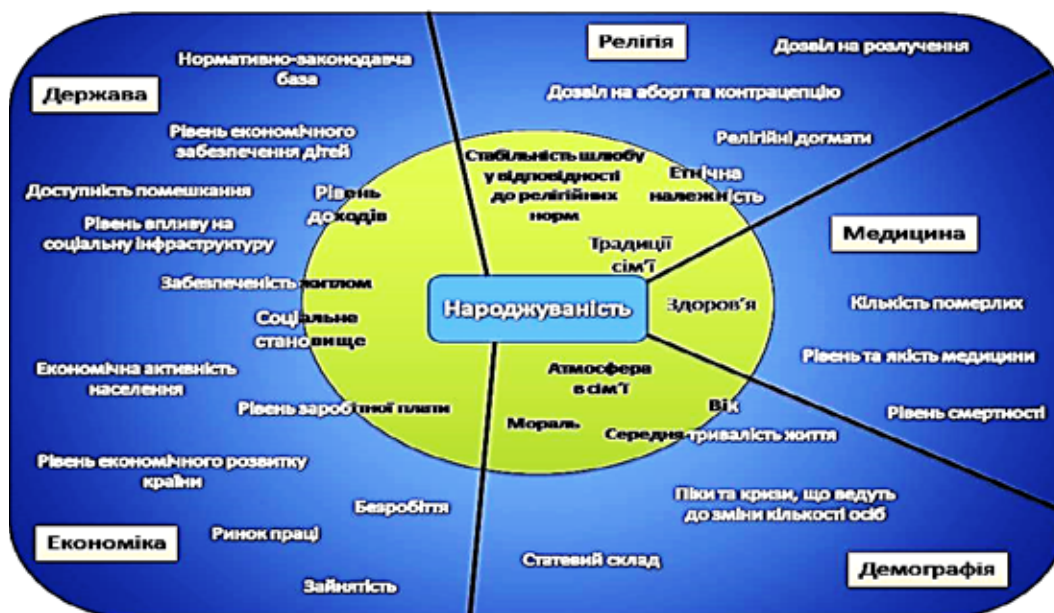 Держава
Нормативно-законодавча
база
Рівень економічного
забезпечення дітей
Доступність помешкання
Рівень впливу на
соціальну інфраструктуру
Рівень
доходів
Забезпеченість житлом
Соціальне
становище
Економічна активність
населення
Рівень заробітної плати
Рівень економічного розвитку
країни
Безробіття
Ринок праці
Економіка
Зайнятість
Релігія
Дозвіл на розлучення
Дозвіл на аборт та контрацепцію
Релігійні догмати
Стабільність шлюбу
у відповідності
до релігійних
норм
Етнічна
належність
Традиції
сім’ї
Народжуваність
Медицина
Здоров’я
Кількість померлих
Рівень та якість медицини
Рівень смертності
Атмосфера
в сім’ї
Мораль
Вік
Середня тривалість життя
Піки та кризи, що ведуть
до зміни кількості осіб
Статевий склад
Демографія